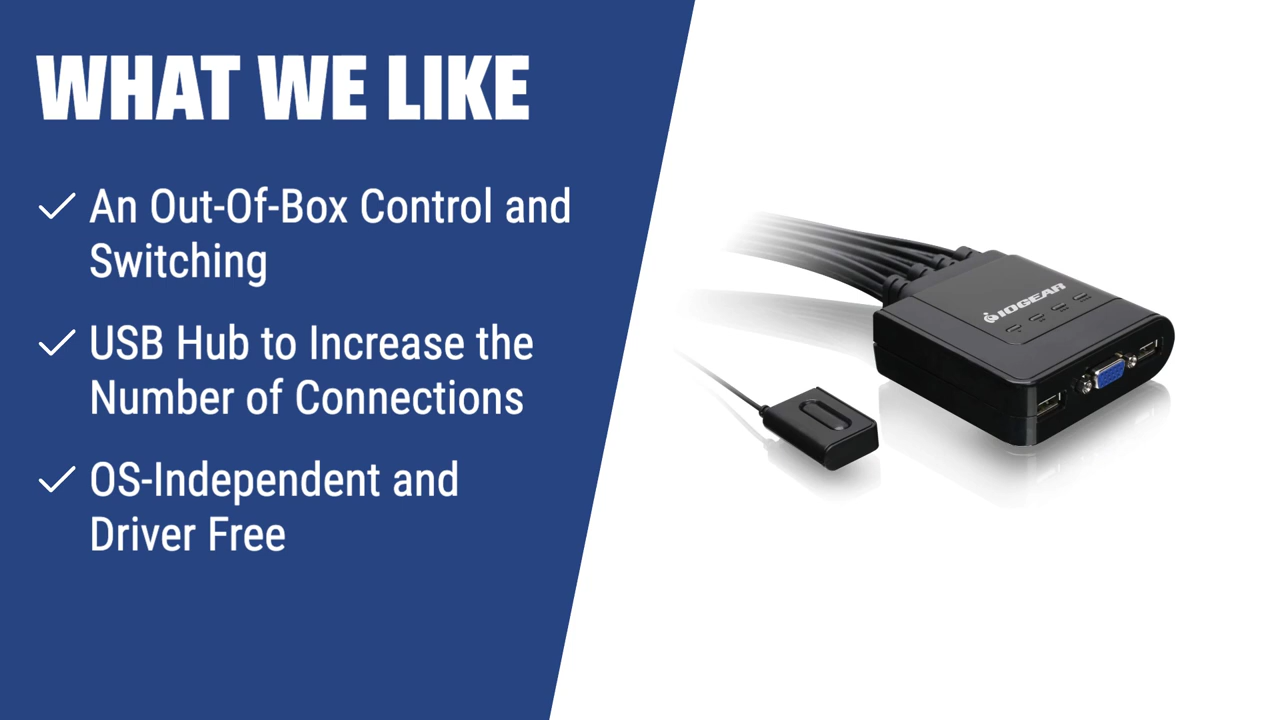 WHAT WE LIKE
An Out-Of-Box Control and
Switching
USB Hub to Increase the
Number of Connections
OS-Independent and
Driver Free
IOGEAR